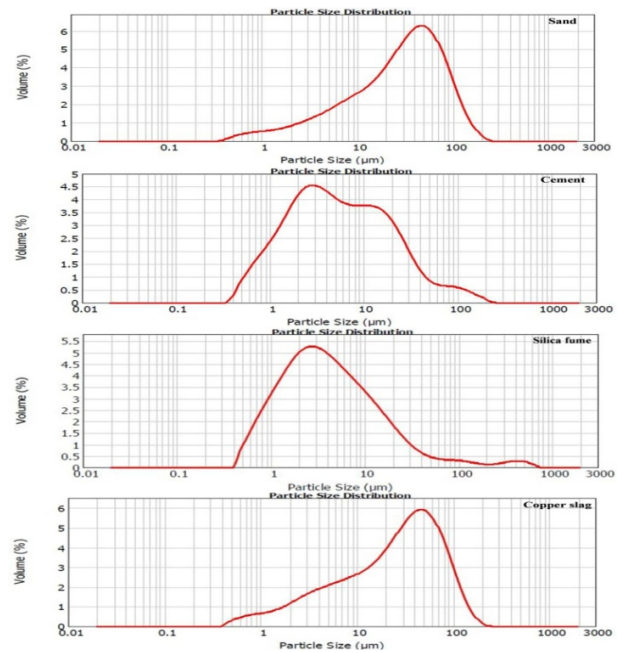 Particle Size Distribution
Sand
Volume (%)
6
5
4
3
2
1
0
0.01 0.1 1 10 100 1000 3000
Particle Size (µm)
Particle Size Distribution
Cement
Volume (%)
5
4.5
4
3.5
3
2.5
2
1.5
1
0.5
0
0.01 0.1 1 10 100 1000 3000
Particle Size (µm)
Particle Size Distribution
Silica fume
Volume (%)
5.5
5
4.5
3.5
3
2.5
2
1.5
1
0.5
0
0.01 0.1 1 10 100 1000 3000
Particle Size (µm)
Particle Size Distribution
Copper slag
Volume (%)
6
5
4
3
2
1
0
0.01 0.1 1 10 100 1000 3000
Particle Size (µm)